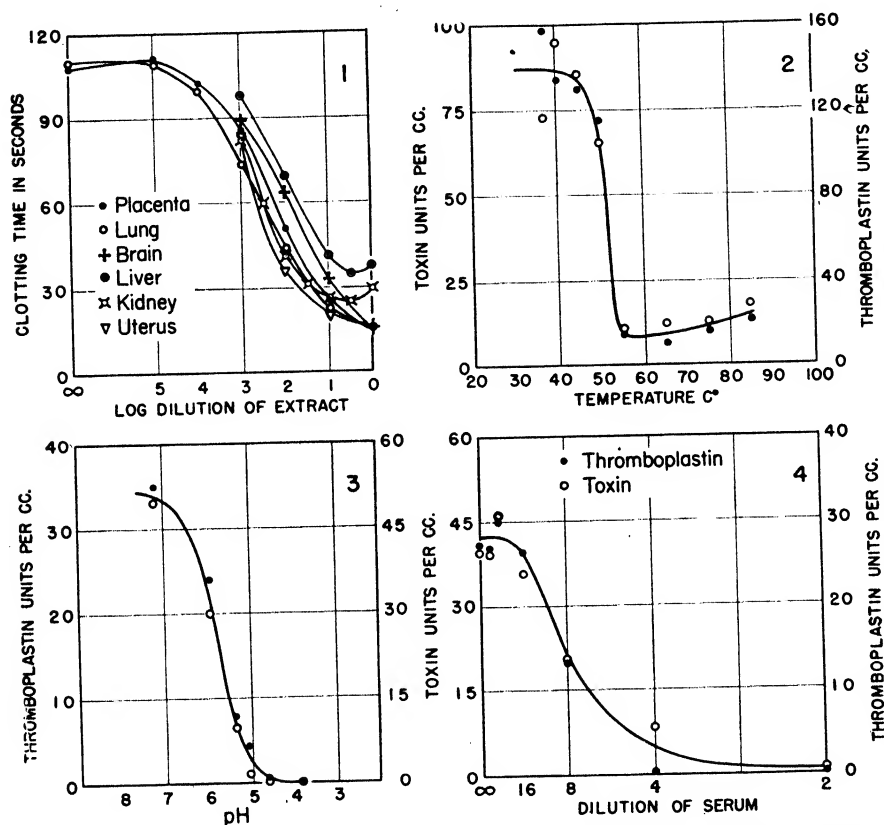 1
CLOTTING TIME IN SECONDS
120
90
60
30
0
Placenta
Lung
Brain
Liver
Kidney
Uterus
∞ 5 4 3 2 1 0
LOG DILUTION OF EXTRACT
2
TOXIN UNITS PER CC.
100
75
50
25
0
THROMBOPLASTIN UNITS PER CC,
160
120
80
40
0
20 30 40 50 60 70 80 90 100
TEMPERATURE C°
3
THROMBOPLASTIN UNITS PER CC.
40
30
20
10
0
TOXIN UNITS PER CC.
60
45
30
15
0
8 7 6 5 4 3 2
pH
4
Thromboplastin
Toxin
60
45
30
15
0
THROMBOPLASTIN UNITS PER CC.
40
30
20
10
0
∞ 16 8 4 2
DILUTION OF SERUM